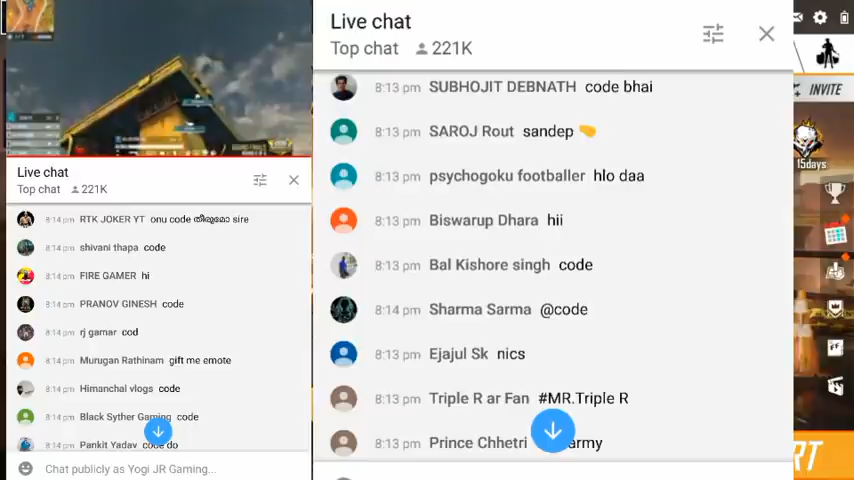 Live chat
Top chat 221K
8:14 pm RTK JOKER YT onu code തീരുമോ sire
8:14 pm shivani thapa code
8:14 pm FIRE GAMER hi
8:14 pm PRANOV GINESH code
8:14 pm rj gamar cod
8:14 pm Murugan Rathinam gift me emote
8:14 pm Himanchal vlogs code
8:14 pm Black Syther Gaming code
8:14 pm Pankit Yadav code do
Chat publicly as Yogi JR Gaming...
Live chat
Top chat 221K
8:13 pm SUBHOJIT DEBNATH code bhai
8:13 pm SAROJ Rout sandep 🤜
8:13 pm psychogoku footballer hlo daa
8:13 pm Biswarup Dhara hii
8:13 pm Bal Kishore singh code
8:14 pm Sharma Sarma @code
8:13 pm Ejajul Sk nics
8:13 pm Triple R ar Fan #MR.Triple R
8:13 pm Prince Chhetri army
INVITE
15days
RT